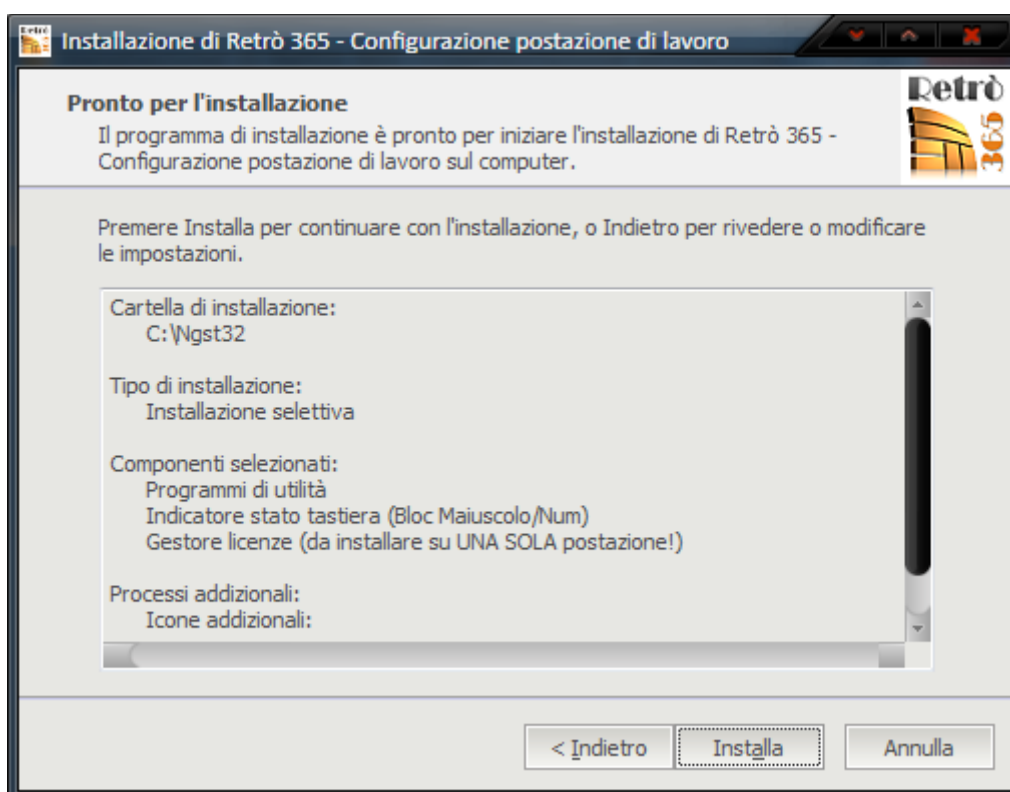 Retrò
Installazione di Retrò 365 - Configurazione postazione di lavoro
Pronto per l'installazione
Il programma di installazione è pronto per iniziare l'installazione di Retrò 365 -
Configurazione postazione di lavoro sul computer.
Retrò
365
Premere Installa per continuare con l'installazione, o Indietro per rivedere o modificare
le impostazioni.
Cartella di installazione:
C:\Ngst32
Tipo di installazione:
Installazione selettiva
Componenti selezionati:
Programmi di utilità
Indicatore stato tastiera (Bloc Maiuscolo/Num)
Gestore licenze (da installare su UNA SOLA postazione!)
Processi addizionali:
Icone addizionali:
< Indietro
Installa
Annulla